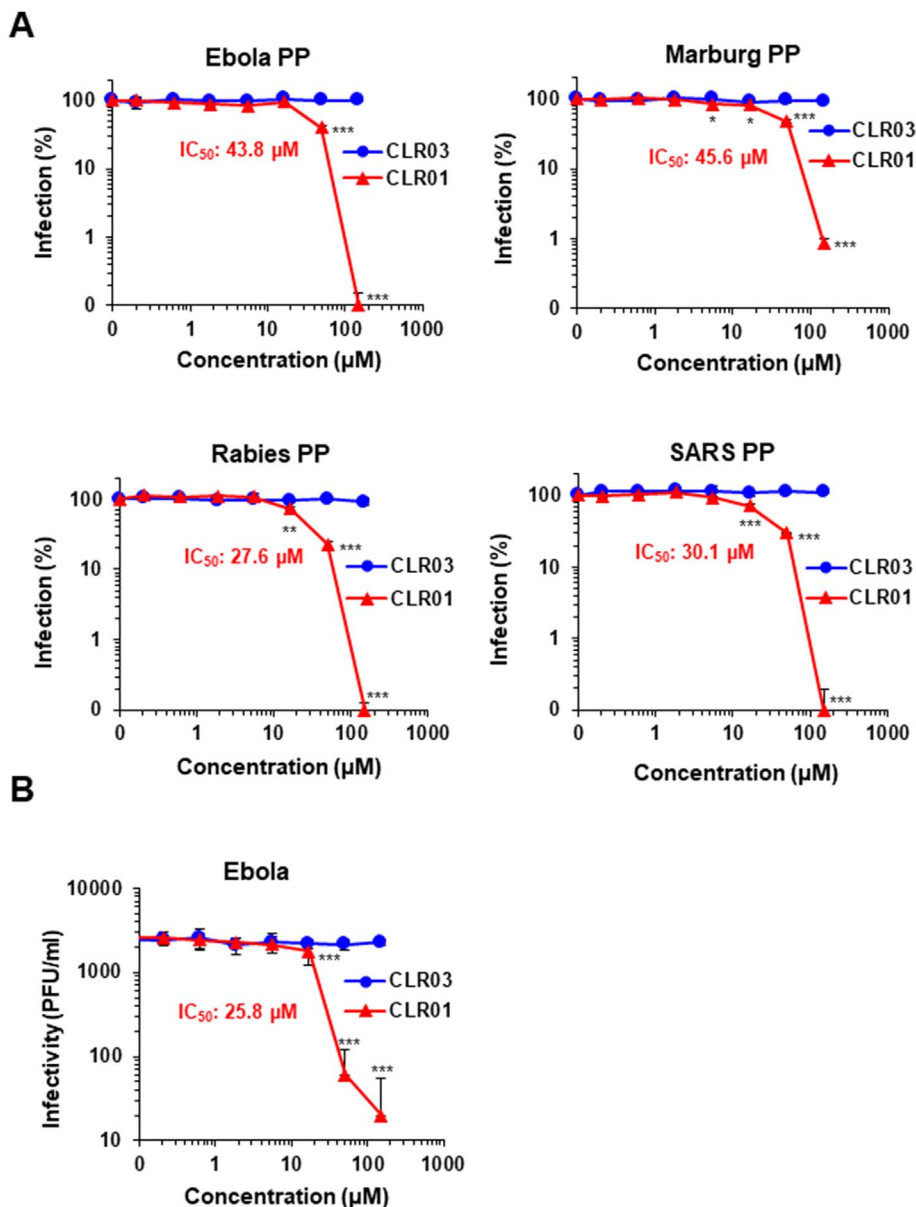 A
Ebola PP
Infection (%)
100
10
1
0
***
***
IC50: 43.8 µM
CLR03
CLR01
0 1 10 100 1000
Concentration (µM)
Marburg PP
Infection (%)
100
10
1
0
* * ***
***
IC50: 45.6 µM
CLR03
CLR01
0 1 10 100 1000
Concentration (µM)
Rabies PP
Infection (%)
100
10
1
0
** ***
***
IC50: 27.6 µM
CLR03
CLR01
0 1 10 100 1000
Concentration (µM)
SARS PP
Infection (%)
100
10
1
0
*** ***
***
IC50: 30.1 µM
CLR03
CLR01
0 1 10 100 1000
Concentration (µM)
B
Ebola
Infectivity (PFU/ml)
10000
1000
100
10
***
*** ***
IC50: 25.8 µM
CLR03
CLR01
0 1 10 100 1000
Concentration (µM)